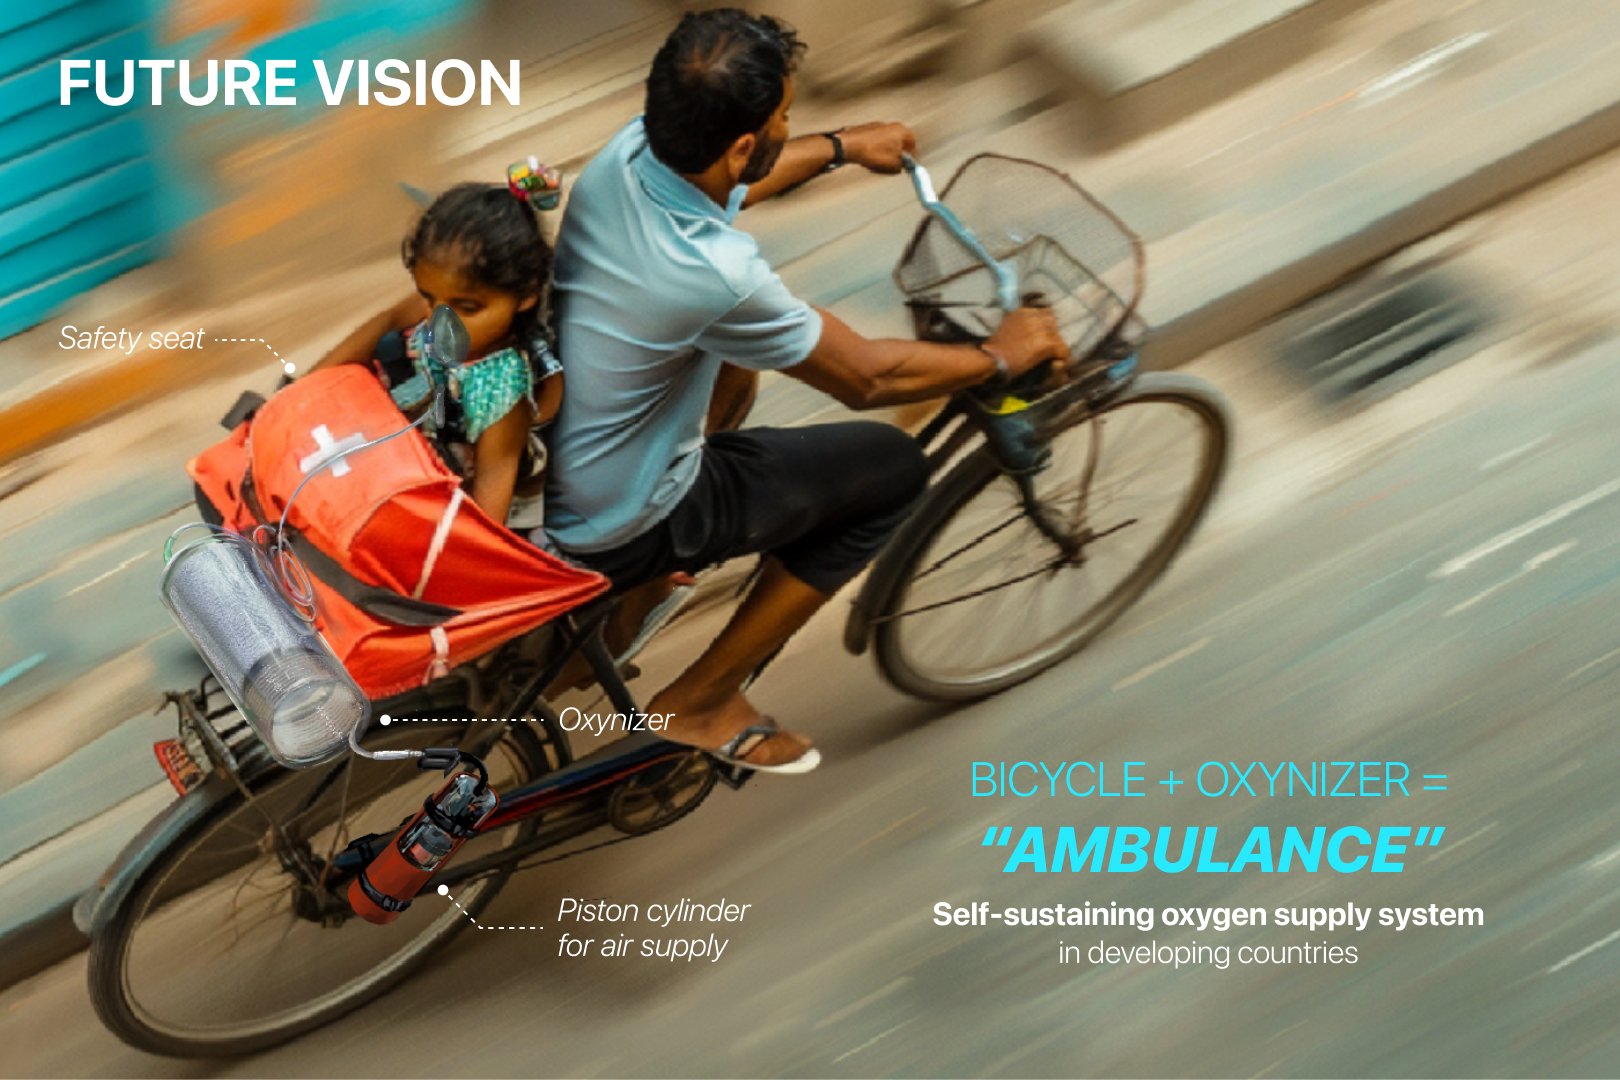 FUTURE VISION
Safety seat
Oxynizer
Piston cylinder
for air supply
BICYCLE + OXYNIZER =
“AMBULANCE”
Self-sustaining oxygen supply system
in developing countries